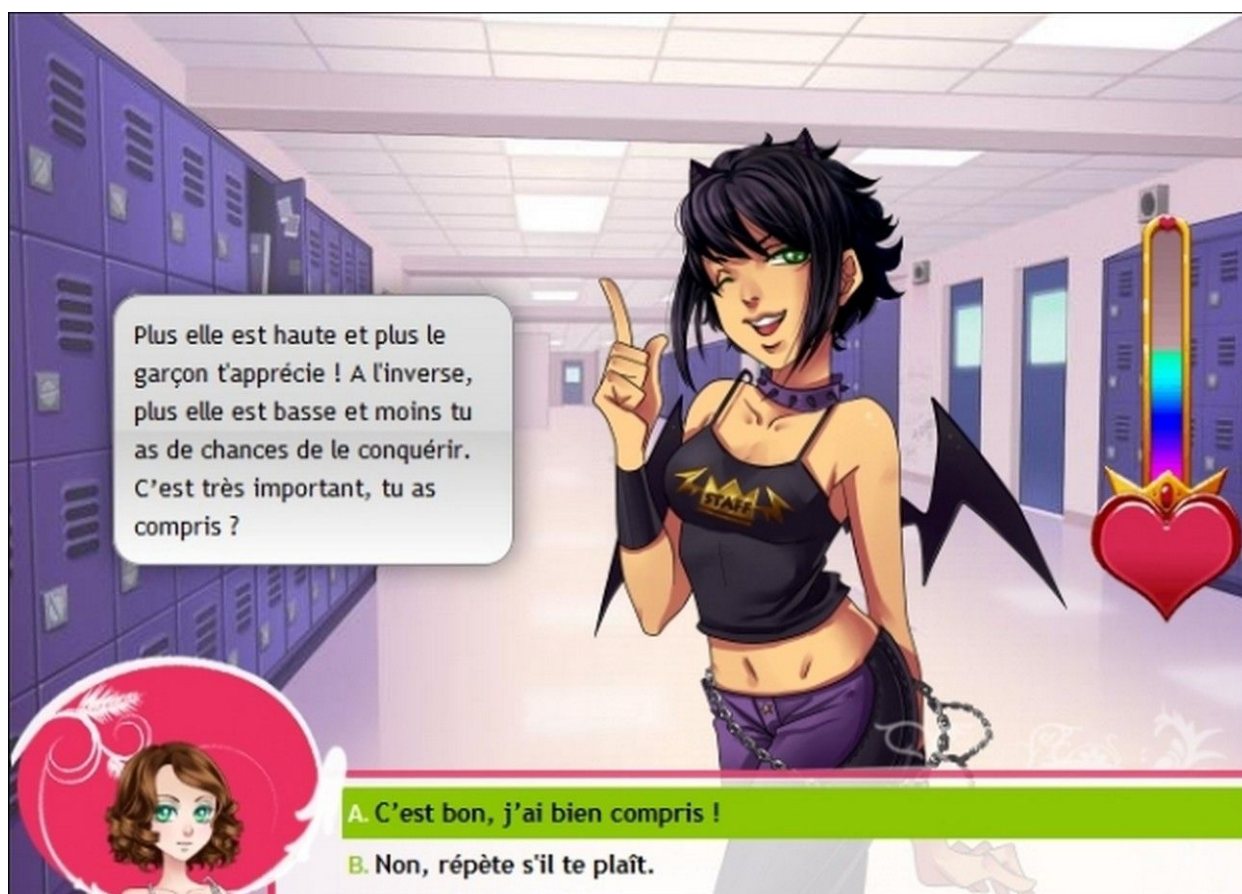 Plus elle est haute et plus le
garçon t'apprécie ! A l'inverse,
plus elle est basse et moins tu
as de chances de le conquérir.
C'est très important, tu as
compris ?
STAFF
A. C'est bon, j'ai bien compris !
B. Non, répète s'il te plaît.